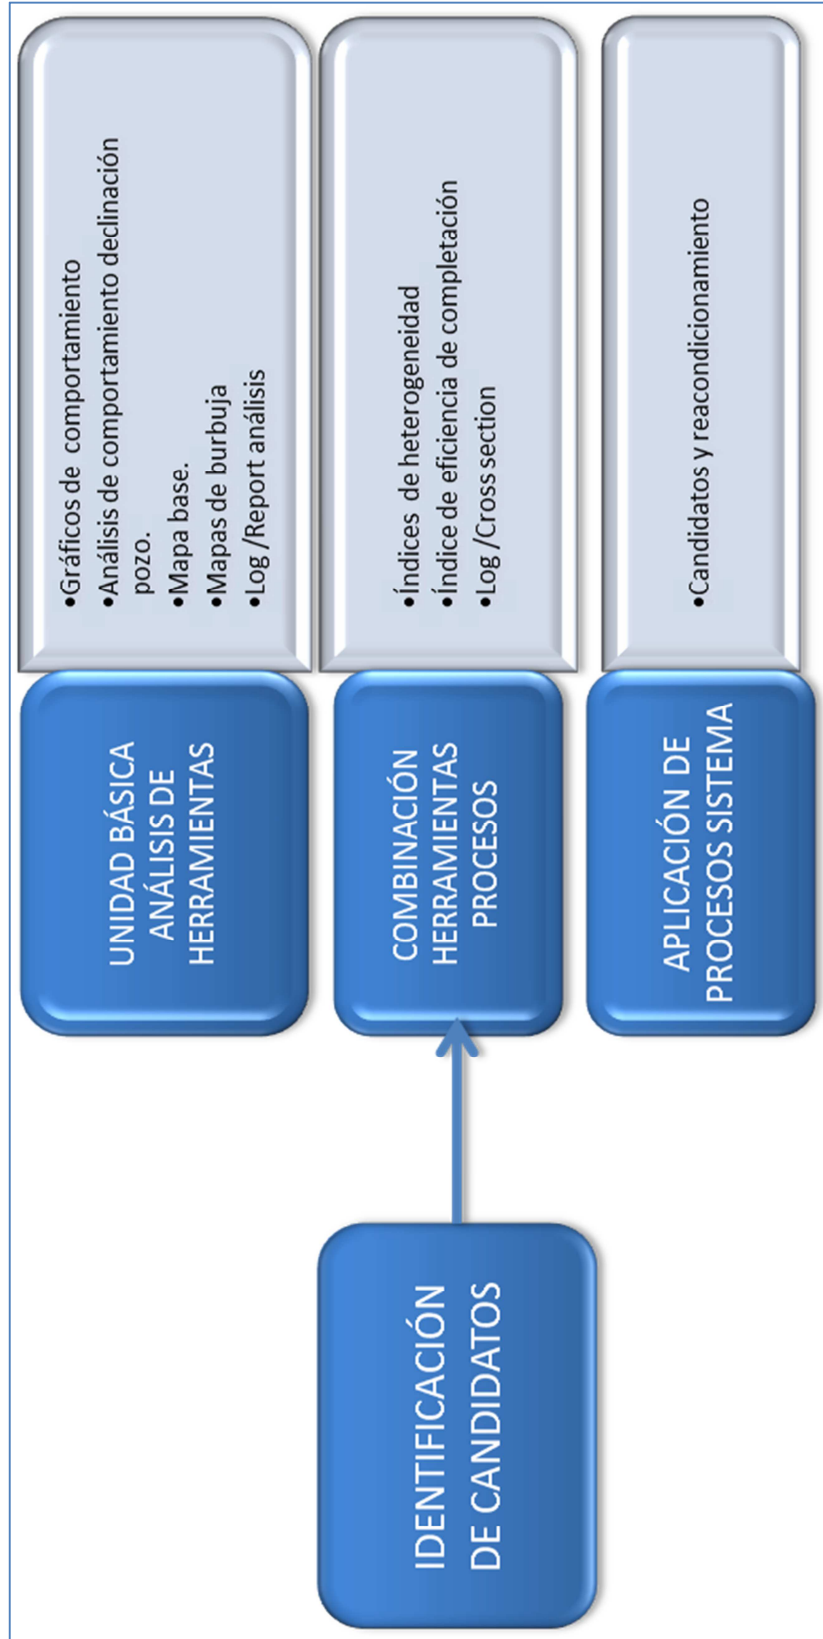 IDENTIFICACIÓN
DE CANDIDATOS
UNIDAD BÁSICA
ANÁLISIS DE
HERRAMIENTAS
•Gráficos de comportamiento
•Análisis de comportamiento declinación
pozo.
•Mapa base.
•Mapas de burbuja
•Log /Report análisis
COMBINACIÓN
HERRAMIENTAS
PROCESOS
•Índices de heterogeneidad
•Índice de eficiencia de completación
•Log /Cross section
APLICACIÓN DE
PROCESOS SISTEMA
•Candidatos y reacondicionamiento